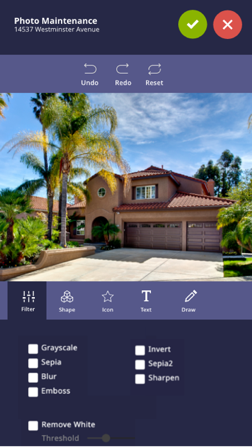 Photo Maintenance
14537 Westminster Avenue
Undo Redo Reset
Filter Shape Icon Text Draw
Grayscale Invert
Sepia Sepia2
Blur Sharpen
Emboss
Remove White
Threshold